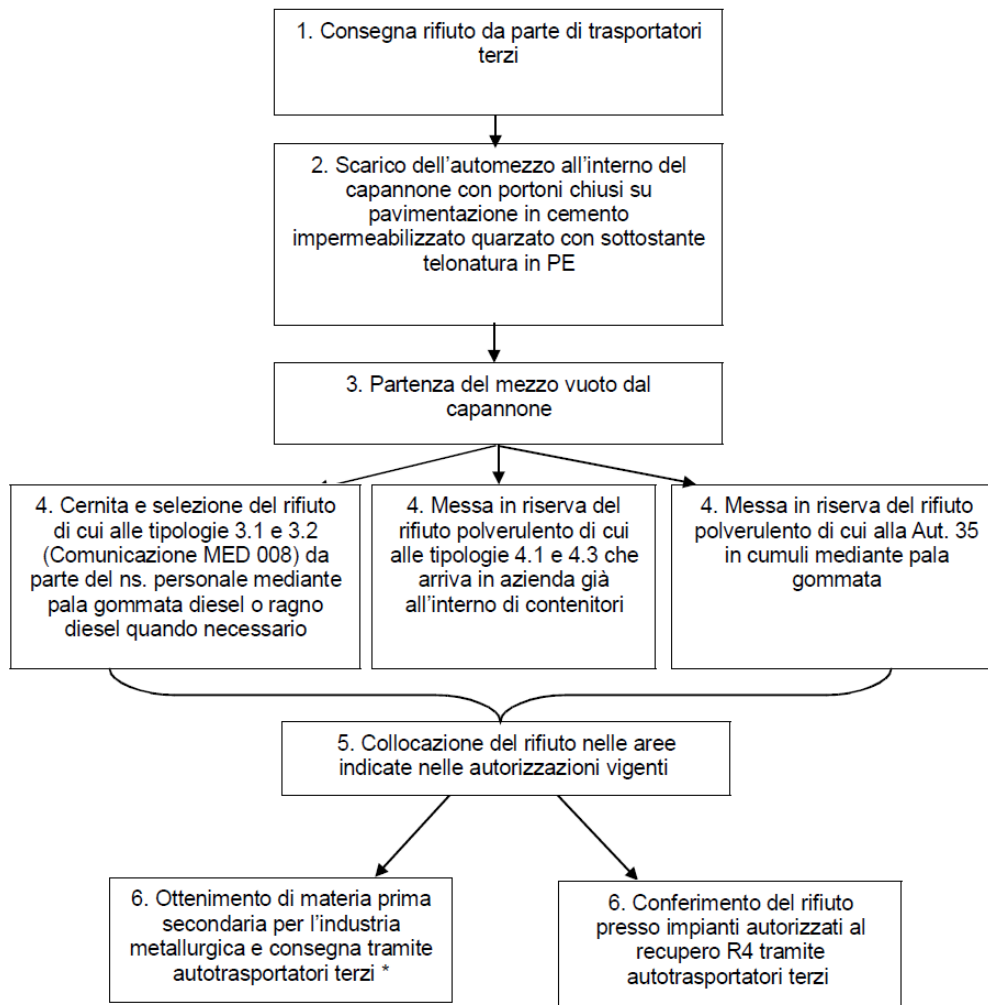 1. Consegna rifiuto da parte di trasportatori
terzi
2. Scarico dell'automezzo all'interno del
capannone con portoni chiusi su
pavimentazione in cemento
impermeabilizzato quarzato con sottostante
telonatura in PE
3. Partenza del mezzo vuoto dal
capannone
4. Cernita e selezione del rifiuto
di cui alle tipologie 3.1 e 3.2
(Comunicazione MED 008) da
parte del ns. personale mediante
pala gommata diesel o ragno
diesel quando necessario
4. Messa in riserva del
rifiuto polverulento di cui
alle tipologie 4.1 e 4.3 che
arriva in azienda già
all'interno di contenitori
4. Messa in riserva del rifiuto
polverulento di cui alla Aut. 35
in cumuli mediante pala
gommata
5. Collocazione del rifiuto nelle aree
indicate nelle autorizzazioni vigenti
6. Ottenimento di materia prima
secondaria per l'industria
metallurgica e consegna tramite
autotrasportatori terzi *
6. Conferimento del rifiuto
presso impianti autorizzati al
recupero R4 tramite
autotrasportatori terzi